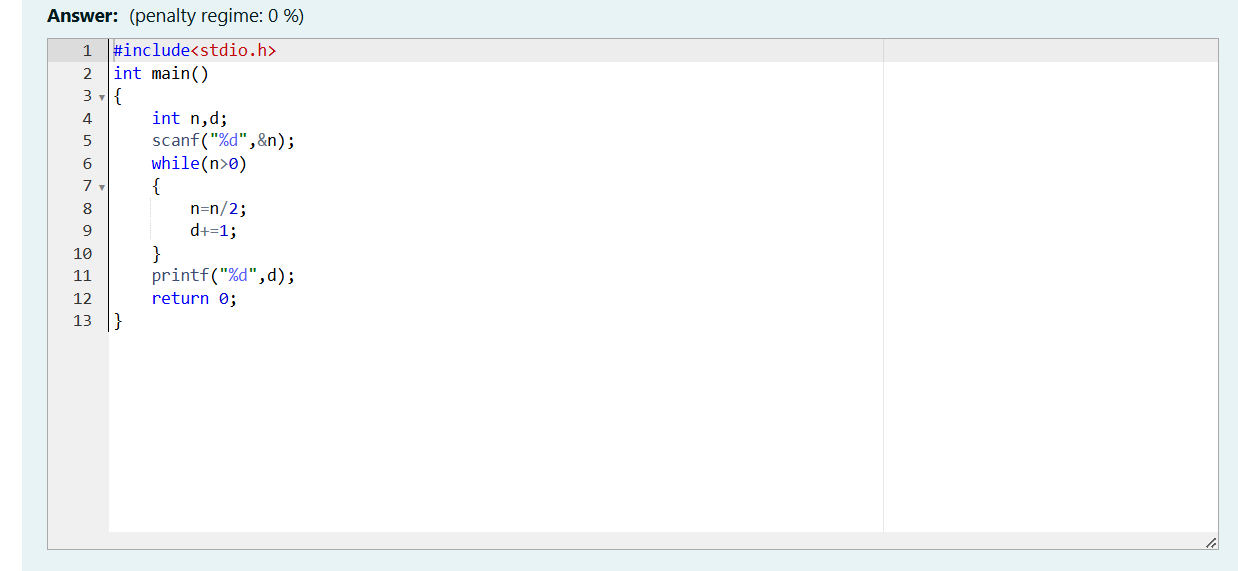 Answer: (penalty regime: 0 %)
1 #include<stdio.h>
2 int main()
3 {
4     int n,d;
5     scanf("%d",&n);
6     while(n>0)
7     {
8         n=n/2;
9         d+=1;
10     }
11     printf("%d",d);
12     return 0;
13 }